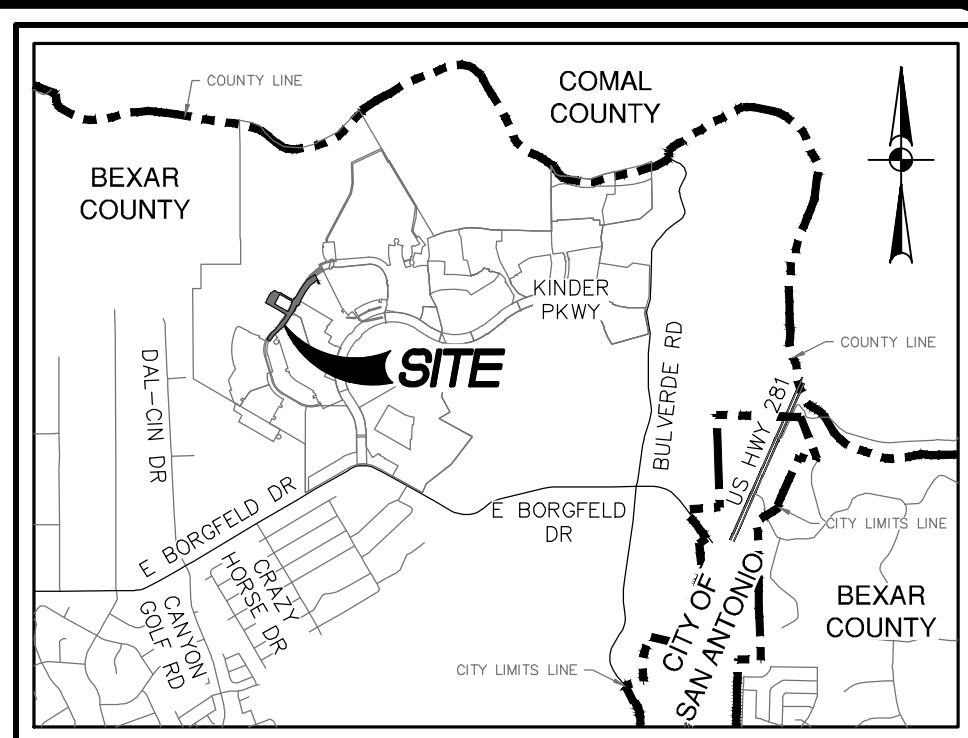 COUNTY LINE
COMAL
COUNTY
BEXAR
COUNTY
KINDER
PKWY
COUNTY LINE
SITE
DAL-CIN DR
BULVERDE RD
US HWY 281
E BORGFELD DR
E BORGFELD
DR
CITY LIMITS LINE
CRAZY
HORSE DR
CANYON
GOLF RD
CITY OF
SAN ANTONIO
BEXAR
COUNTY
CITY LIMITS LINE